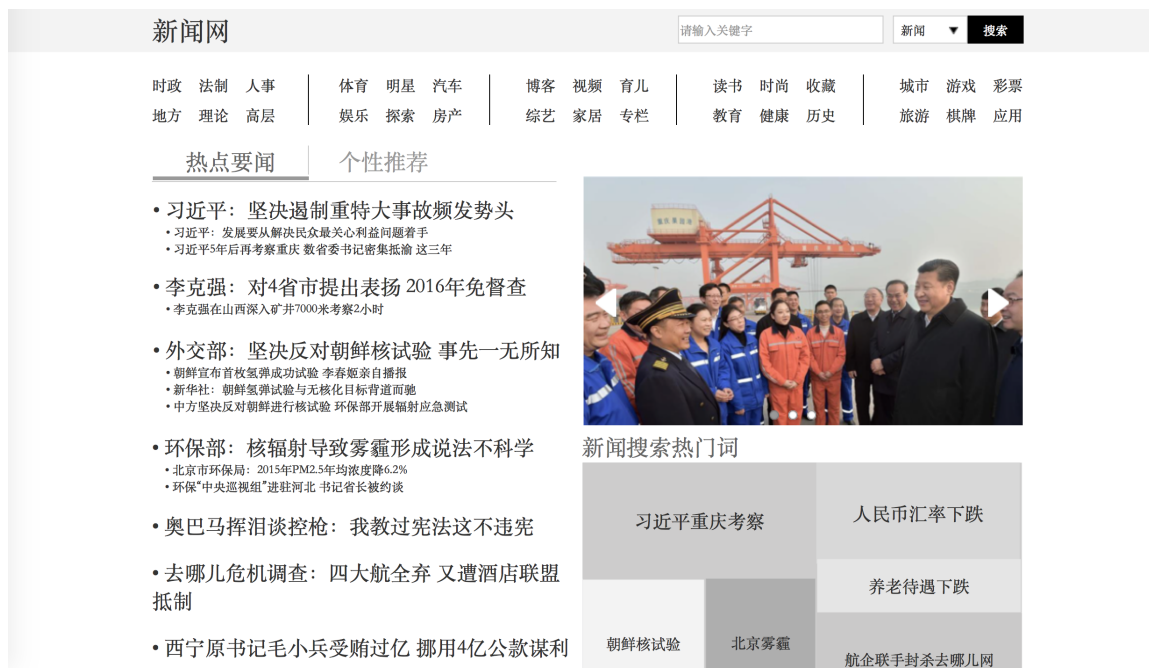 新闻网
请输入关键字
新闻 ▼
搜索
时政 法制 人事
地方 理论 高层
体育 明星 汽车
娱乐 探索 房产
博客 视频 育儿
综艺 家居 专栏
读书 时尚 收藏
教育 健康 历史
城市 游戏 彩票
旅游 棋牌 应用
热点要闻
个性推荐
• 习近平：坚决遏制重特大事故频发势头
• 习近平：发展要从解决民众最关心利益问题着手
• 习近平5年后再考察重庆 数省委书记密集抵渝 这三年
• 李克强：对4省市提出表扬 2016年免督查
• 李克强在山西深入矿井7000米考察2小时
• 外交部：坚决反对朝鲜核试验 事先一无所知
• 朝鲜宣布首枚氢弹成功试验 李春姬亲自播报
• 新华社：朝鲜氢弹试验与无核化目标背道而驰
• 中方坚决反对朝鲜进行核试验 环保部开展辐射应急测试
• 环保部：核辐射导致雾霾形成说法不科学
• 北京市环保局：2015年PM2.5年均浓度降6.2%
• 环保“中央巡视组”进驻河北 书记省长被约谈
• 奥巴马挥泪谈控枪：我教过宪法这不违宪
• 去哪儿危机调查：四大航全弃 又遭酒店联盟
抵制
• 西宁原书记毛小兵受贿过亿 挪用4亿公款谋利
新闻搜索热门词
习近平重庆考察
人民币汇率下跌
养老待遇下跌
朝鲜核试验
北京雾霾
航企联手封杀去哪儿网